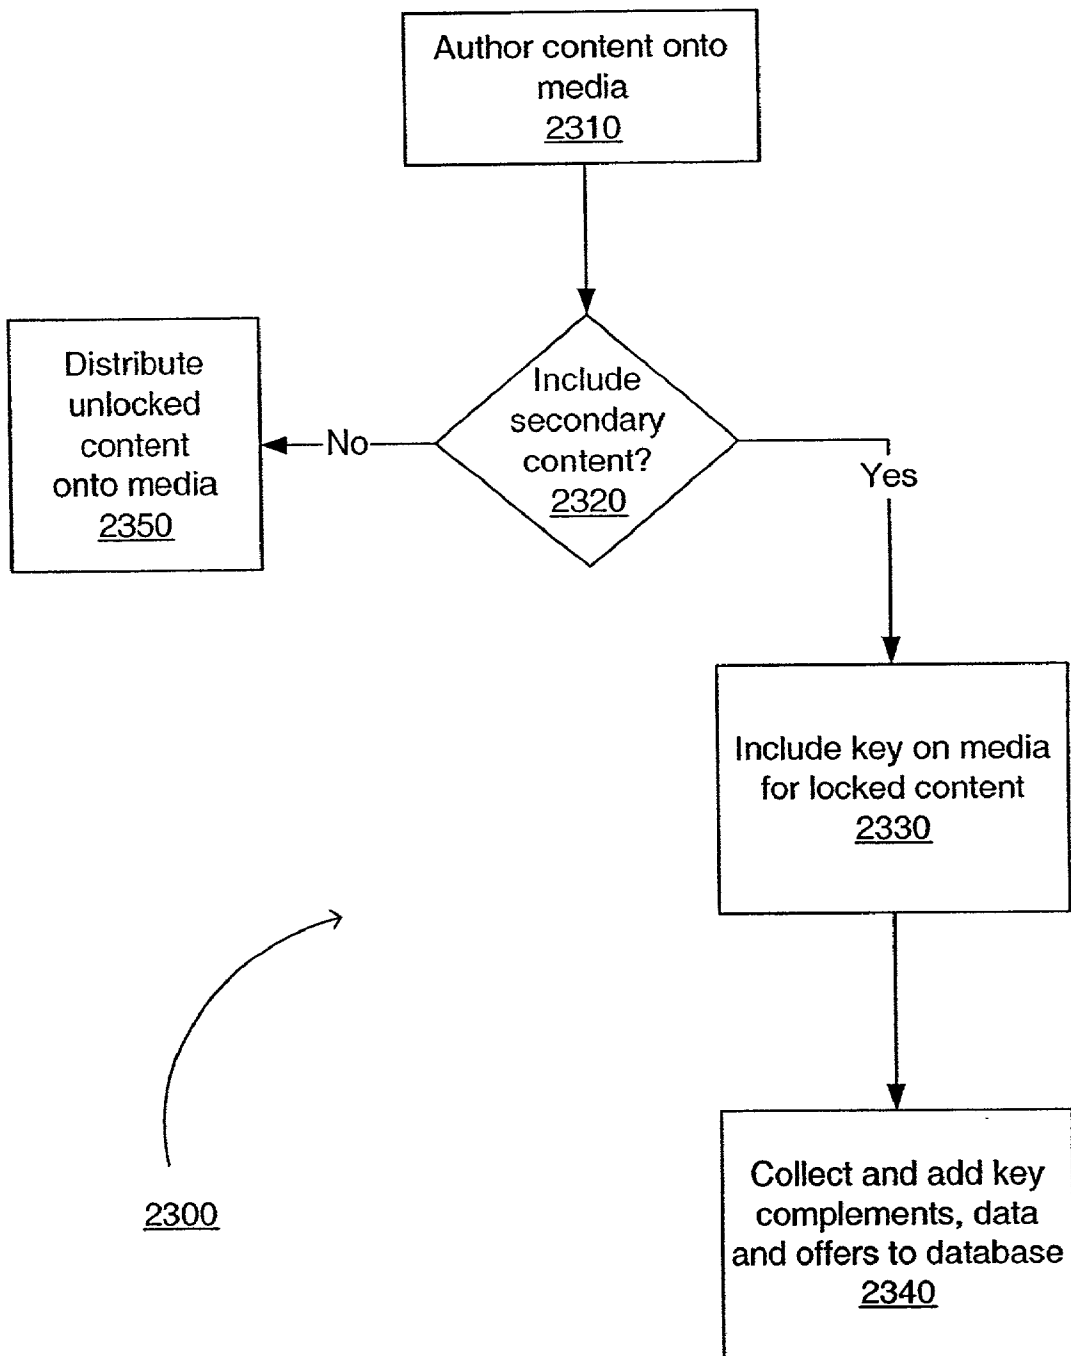 Author content onto
media
2310
Include
secondary
content?
2320
No
Yes
Distribute
unlocked
content
onto media
2350
Include key on media
for locked content
2330
Collect and add key
complements, data
and offers to database
2340
2300